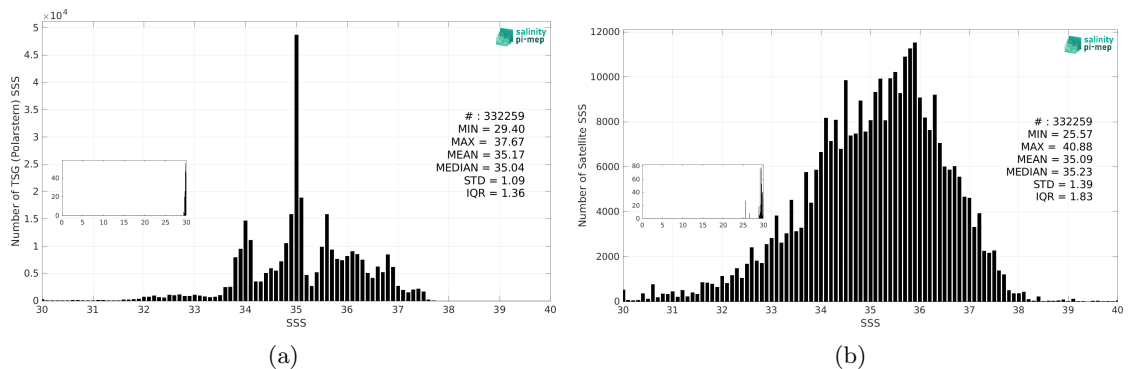 ×10⁴
5
4.5
4
3.5
3
2.5
2
1.5
1
0.5
0
Number of TSG (Polarstern) SSS
salinity
pi-mep
# : 332259
MIN = 29.40
MAX = 37.67
MEAN = 35.17
MEDIAN = 35.04
STD = 1.09
IQR = 1.36
40
20
0
0 5 10 15 20 25 30
30 31 32 33 34 35 36 37 38 39 40
SSS
(a)
12000
10000
8000
6000
4000
2000
0
Number of Satellite SSS
salinity
pi-mep
# : 332259
MIN = 25.57
MAX = 40.88
MEAN = 35.09
MEDIAN = 35.23
STD = 1.39
IQR = 1.83
80
60
40
20
0
0 5 10 15 20 25 30
30 31 32 33 34 35 36 37 38 39 40
SSS
(b)